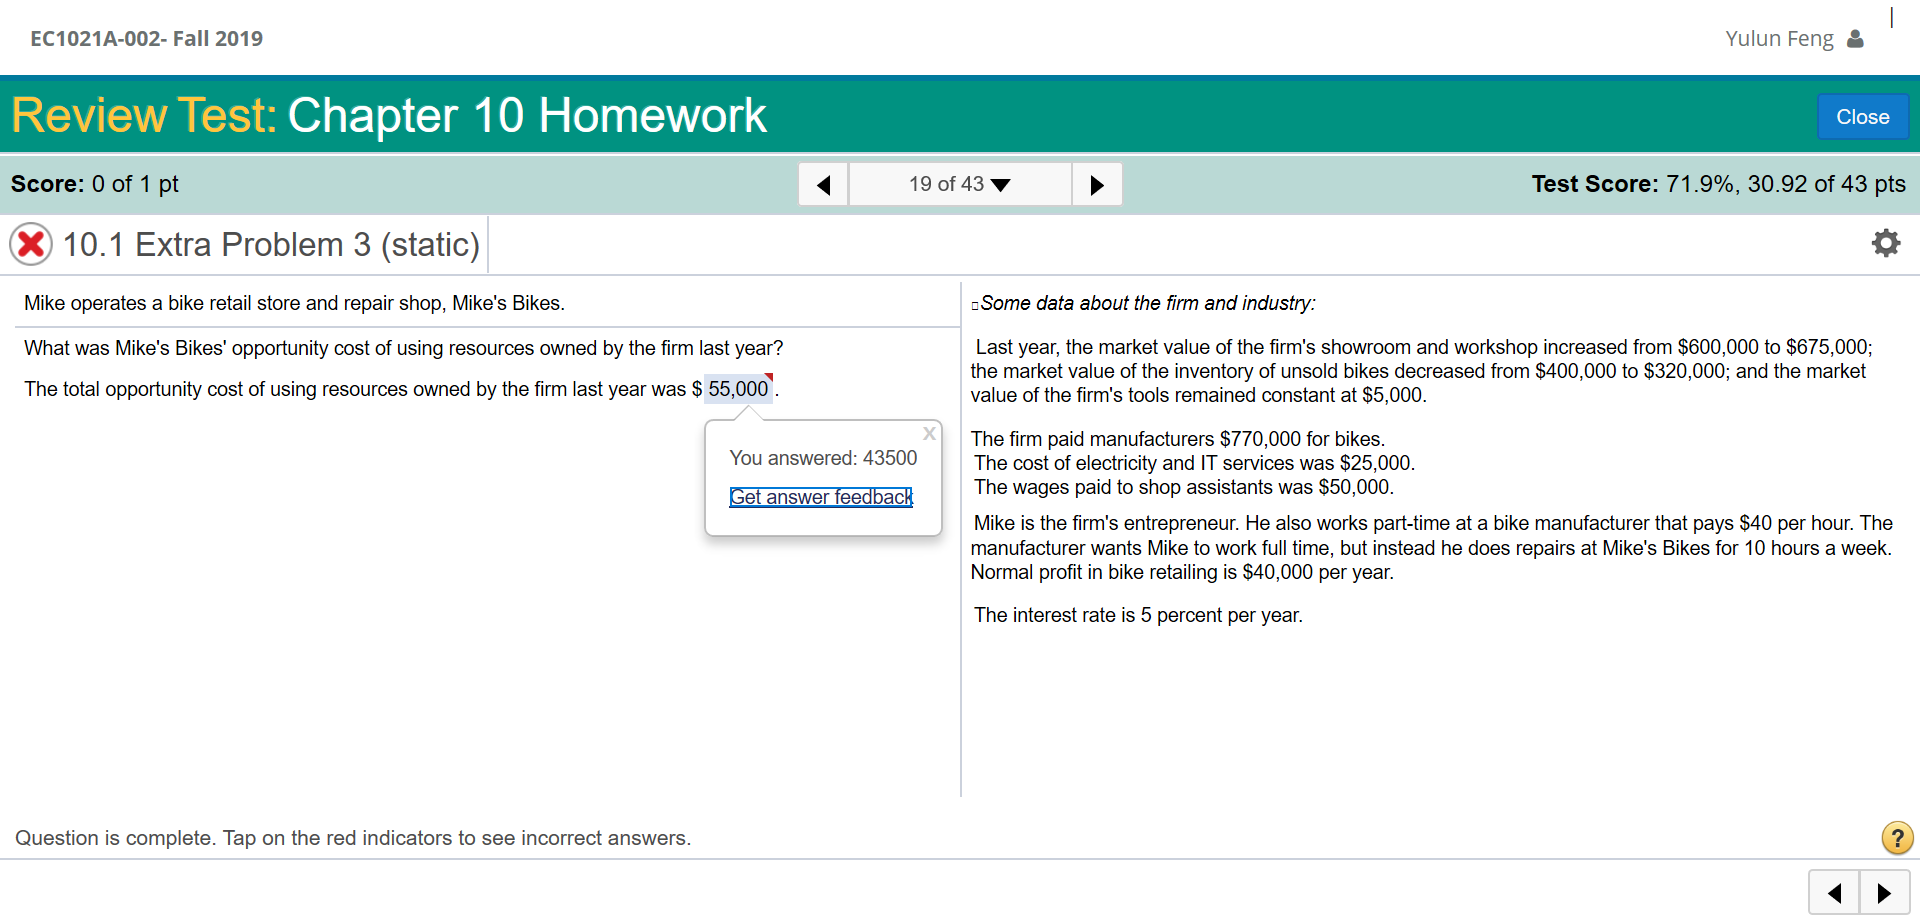 EC1021A-002- Fall 2019
Yulun Feng
Review Test: Chapter 10 Homework
Close
Score: 0 of 1 pt
19 of 43
Test Score: 71.9%, 30.92 of 43 pts
10.1 Extra Problem 3 (static)
Mike operates a bike retail store and repair shop, Mike's Bikes.
What was Mike's Bikes' opportunity cost of using resources owned by the firm last year?
The total opportunity cost of using resources owned by the firm last year was $ 55,000 .
X
You answered: 43500
Get answer feedback
Some data about the firm and industry:
Last year, the market value of the firm's showroom and workshop increased from $600,000 to $675,000;
the market value of the inventory of unsold bikes decreased from $400,000 to $320,000; and the market
value of the firm's tools remained constant at $5,000.
The firm paid manufacturers $770,000 for bikes.
The cost of electricity and IT services was $25,000.
The wages paid to shop assistants was $50,000.
Mike is the firm's entrepreneur. He also works part-time at a bike manufacturer that pays $40 per hour. The
manufacturer wants Mike to work full time, but instead he does repairs at Mike's Bikes for 10 hours a week.
Normal profit in bike retailing is $40,000 per year.
The interest rate is 5 percent per year.
Question is complete. Tap on the red indicators to see incorrect answers.
?